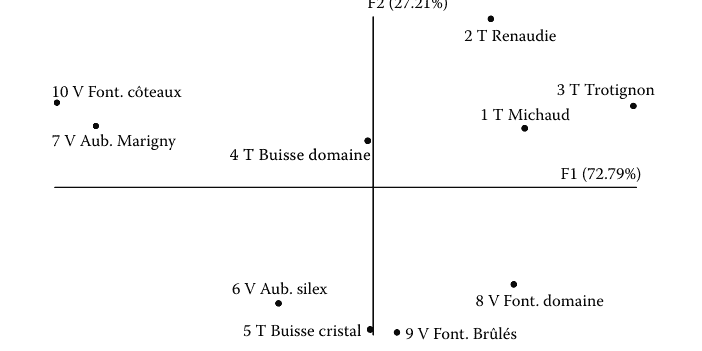 F2 (27.21%)
2 T Renaudie
10 V Font. côteaux
3 T Trotignon
1 T Michaud
7 V Aub. Marigny
4 T Buisse domaine
F1 (72.79%)
6 V Aub. silex
8 V Font. domaine
5 T Buisse cristal
9 V Font. Brûlés